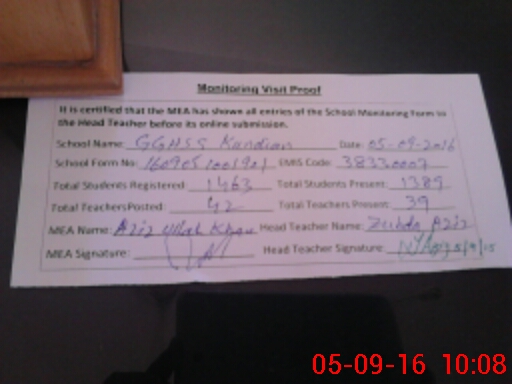 Monitoring Visit Proof
It is certified that the MEA has shown all entries of the School Monitoring Form to
the Head Teacher before its online submission.
School Name: GGHSS Kundian Date: 05-09-2016
School Form No: 1609051001901 EMIS Code: 38330007
Total Students Registered: 1463 Total Students Present: 1389
Total Teachers Posted: 42 Total Teachers Present: 39
MEA Name: Aziz Ullah Khan Head Teacher Name: Zubda Aziz
MEA Signature: Head Teacher Signature:
05-09-16 10:08